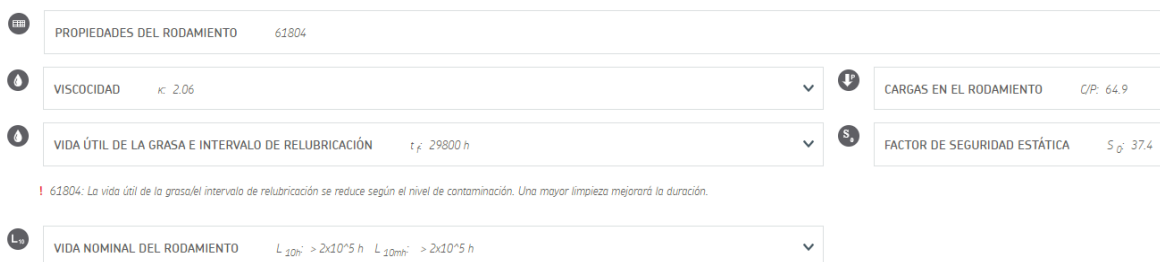 PROPIEDADES DEL RODAMIENTO 61804
VISCOCIDAD κ: 2.06
CARGAS EN EL RODAMIENTO C/P: 64.9
VIDA ÚTIL DE LA GRASA E INTERVALO DE RELUBRICACIÓN t f: 29800 h
FACTOR DE SEGURIDAD ESTÁTICA S 0: 37.4
! 61804: La vida útil de la grasa/el intervalo de relubricación se reduce según el nivel de contaminación. Una mayor limpieza mejorará la duración.
L10
VIDA NOMINAL DEL RODAMIENTO L 10h: > 2x10^5 h L 10mh: > 2x10^5 h